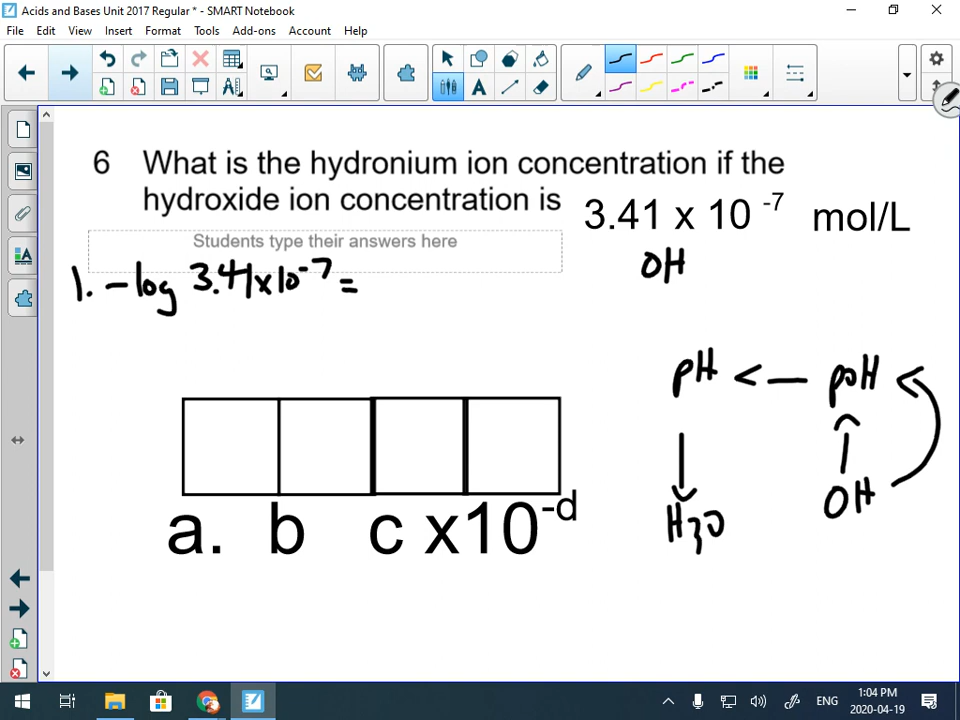 Acids and Bases Unit 2017 Regular * - SMART Notebook
File Edit View Insert Format Tools Add-ons Account Help
6 What is the hydronium ion concentration if the
hydroxide ion concentration is 3.41 x 10 -7 mol/L
Students type their answers here
OH
1. -log 3.41x10-7 =
pH <- pOH
H3O OH
a. b c x10-d
ENG
1:04 PM
2020-04-19